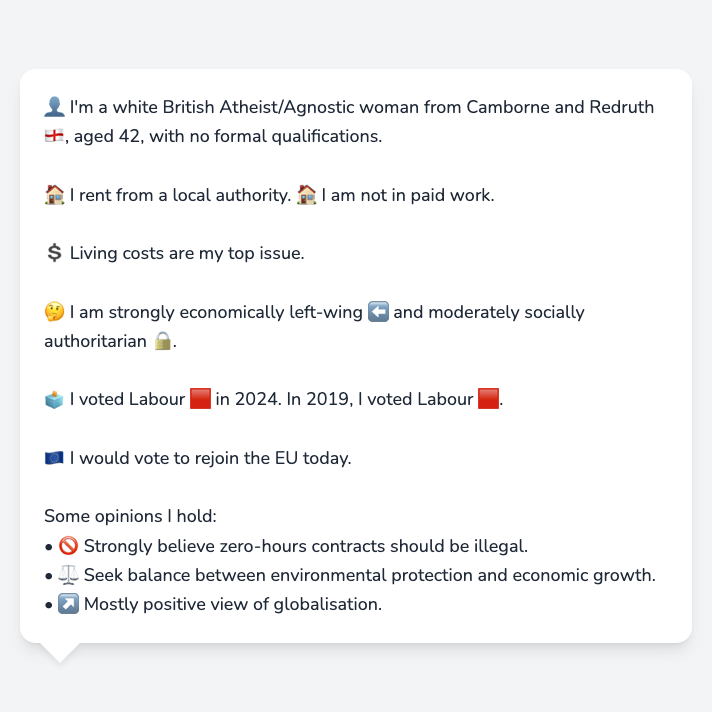 👤 I'm a white British Atheist/Agnostic woman from Camborne and Redruth
🏴󠁧󠁢󠁥󠁮󠁧󠁿, aged 42, with no formal qualifications.
🏠 I rent from a local authority. 🏠 I am not in paid work.
💲 Living costs are my top issue.
🤔 I am strongly economically left-wing ⬅️ and moderately socially
authoritarian 🔒.
🗳️ I voted Labour 🟥 in 2024. In 2019, I voted Labour 🟥.
🇪🇺 I would vote to rejoin the EU today.
Some opinions I hold:
• 🚫 Strongly believe zero-hours contracts should be illegal.
• ⚖️ Seek balance between environmental protection and economic growth.
• ↗️ Mostly positive view of globalisation.